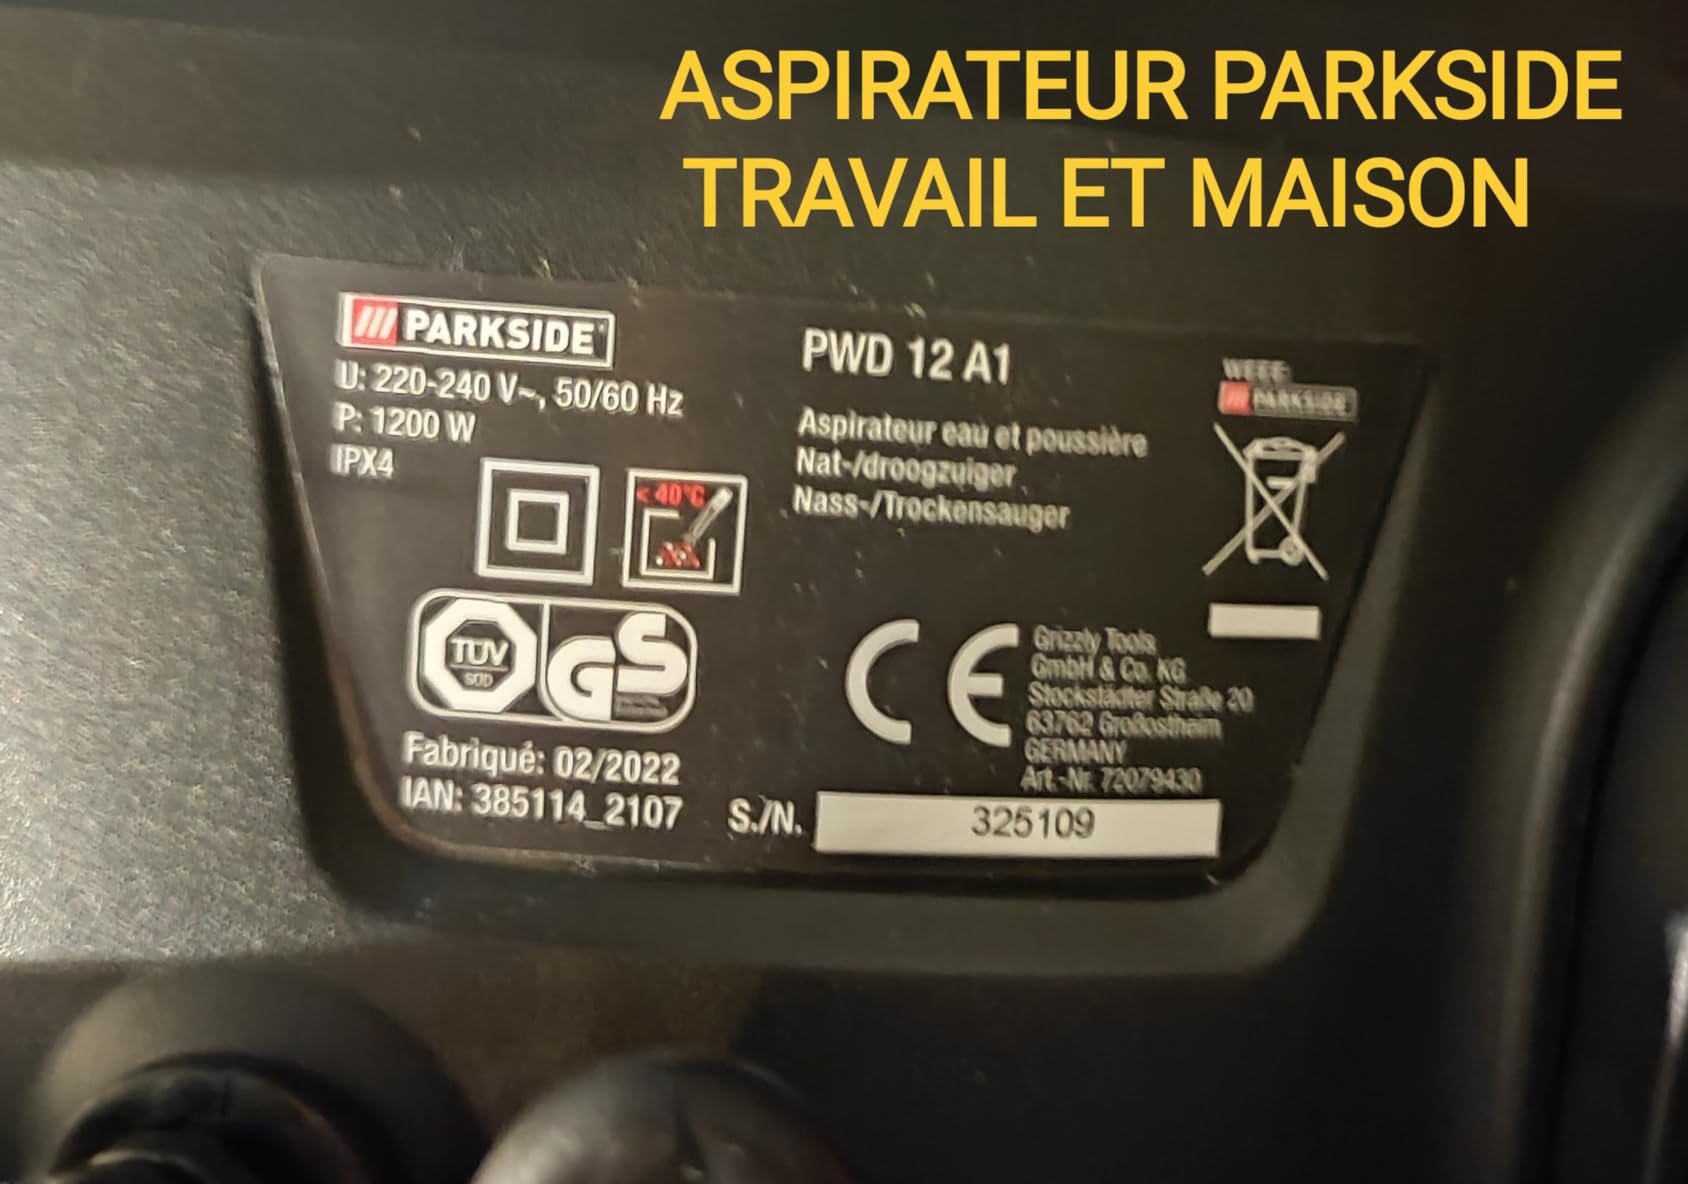 ASPIRATEUR PARKSIDE
TRAVAIL ET MAISON
PARKSIDE
U: 220-240 V~, 50/60 Hz
P: 1200 W
IPX4
< 40°C
TÜV
SÜD
GS
Fabriqué: 02/2022
IAN: 385114_2107
PWD 12 A1
Aspirateur eau et poussière
Nat-/droogzuiger
Nass-/Trockensauger
WEEE:
PARKSIDE
CE
Grizzly Tools
GmbH & Co. KG
Stockstädter Straße 20
63762 Großostheim
GERMANY
Art.-Nr. 72079430
S./N.
325109